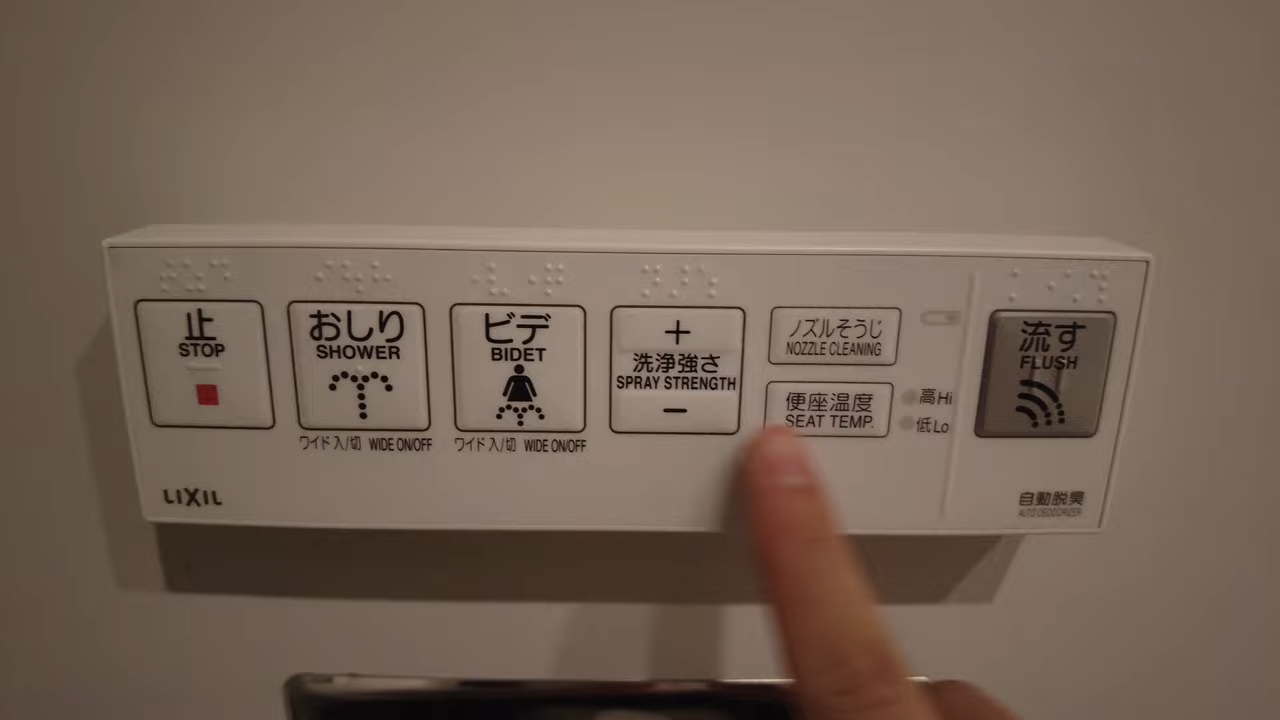 止
STOP
おしり
SHOWER
ワイド 入/切 WIDE ON/OFF
ビデ
BIDET
ワイド 入/切 WIDE ON/OFF
+
洗浄強さ
SPRAY STRENGTH
−
ノズルそうじ
NOZZLE CLEANING
便座温度
SEAT TEMP.
高Hi
低Lo
流す
FLUSH
LIXIL
自動脱臭
AUTO DEODORIZER